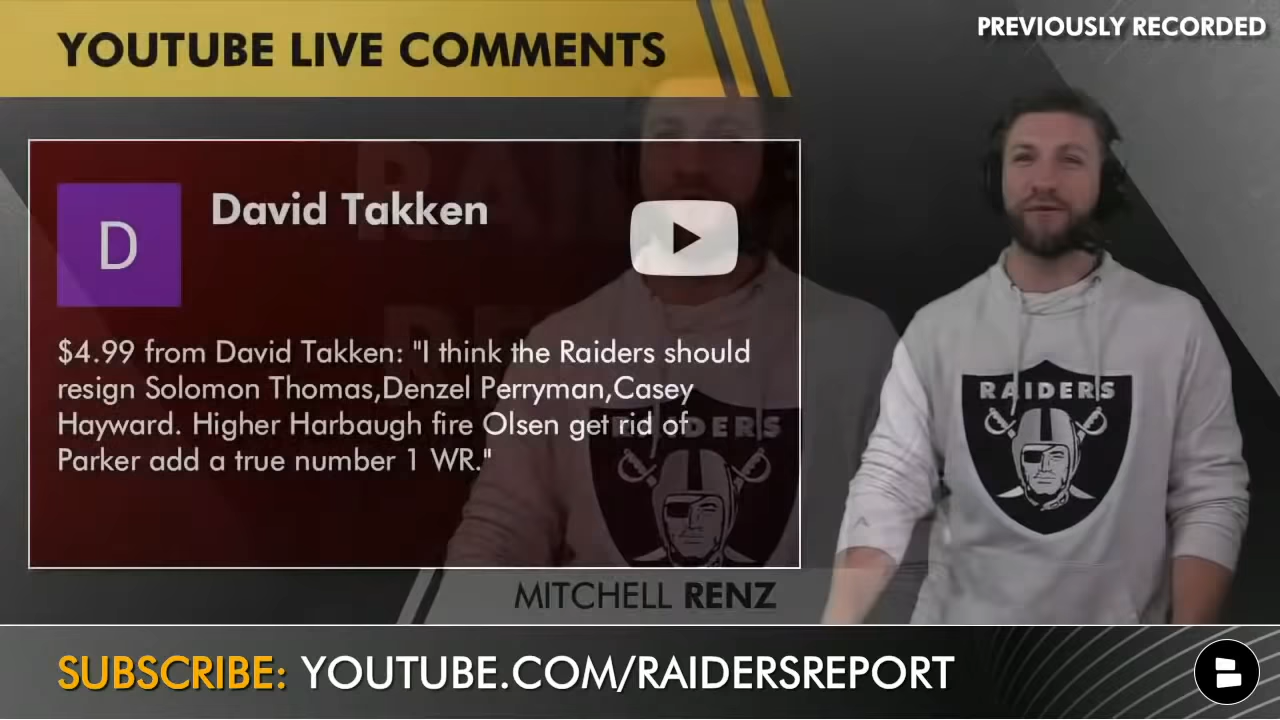 YOUTUBE LIVE COMMENTS
PREVIOUSLY RECORDED
D
David Takken
$4.99 from David Takken: "I think the Raiders should
resign Solomon Thomas,Denzel Perryman,Casey
Hayward. Higher Harbaugh fire Olsen get rid of
Parker add a true number 1 WR."
RAIDERS
MITCHELL RENZ
SUBSCRIBE: YOUTUBE.COM/RAIDERSREPORT